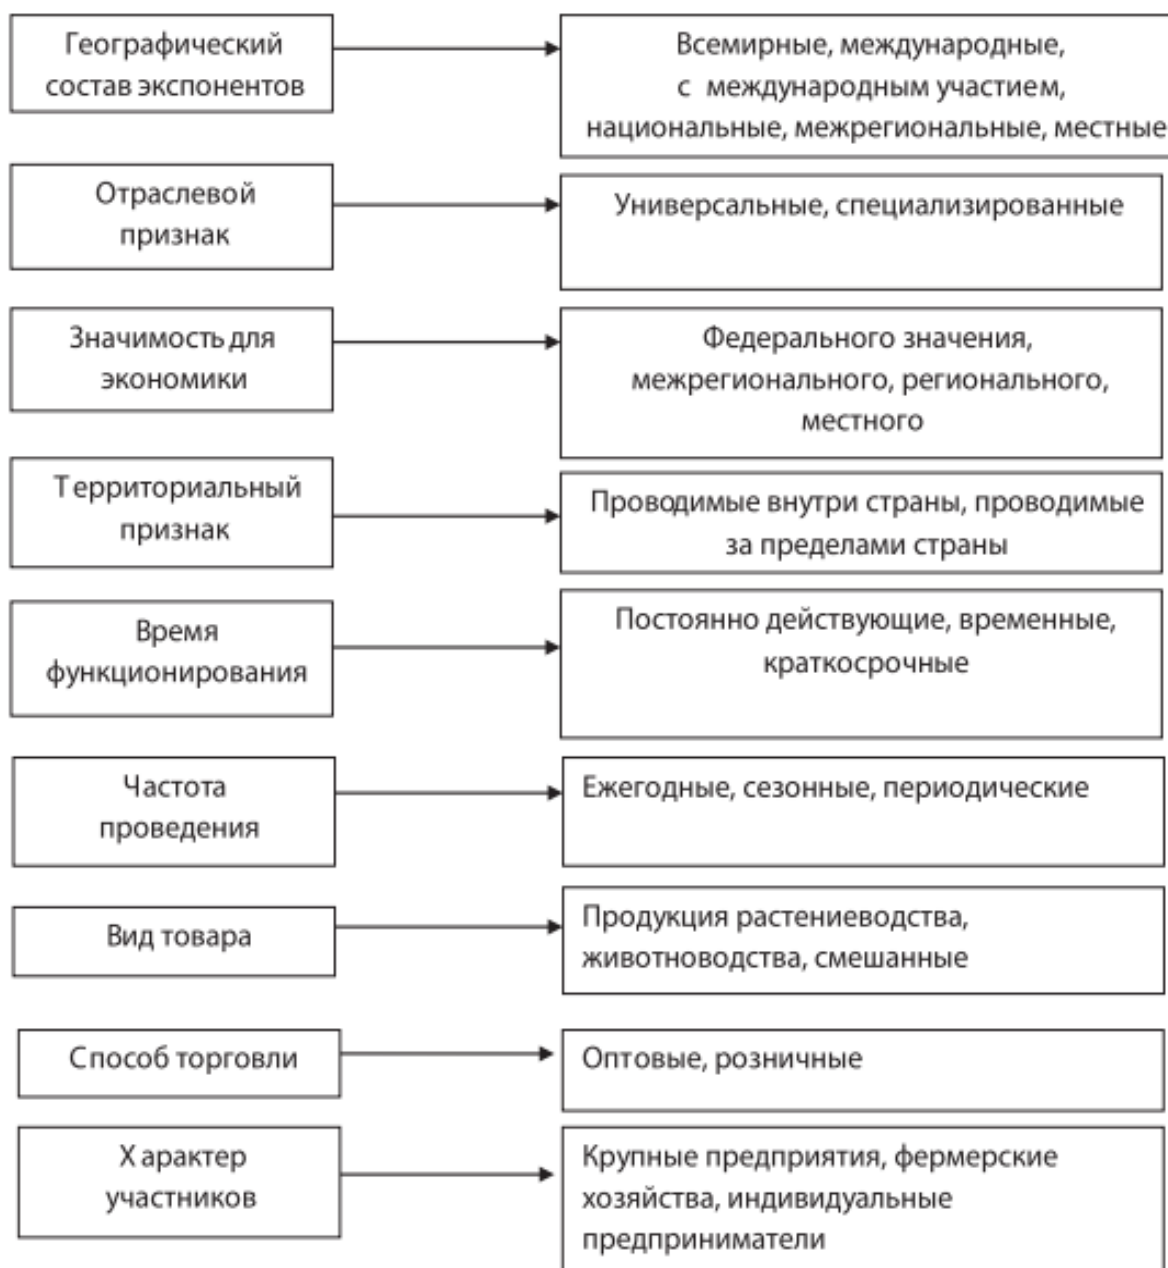 Географический
состав экспонентов
Всемирные, международные,
с международным участием,
национальные, межрегиональные, местные
Отраслевой
признак
Универсальные, специализированные
Значимость для
экономики
Федерального значения,
межрегионального, регионального,
местного
Территориальный
признак
Проводимые внутри страны, проводимые
за пределами страны
Время
функционирования
Постоянно действующие, временные,
краткосрочные
Частота
проведения
Ежегодные, сезонные, периодические
Вид товара
Продукция растениеводства,
животноводства, смешанные
Способ торговли
Оптовые, розничные
Характер
участников
Крупные предприятия, фермерские
хозяйства, индивидуальные
предприниматели